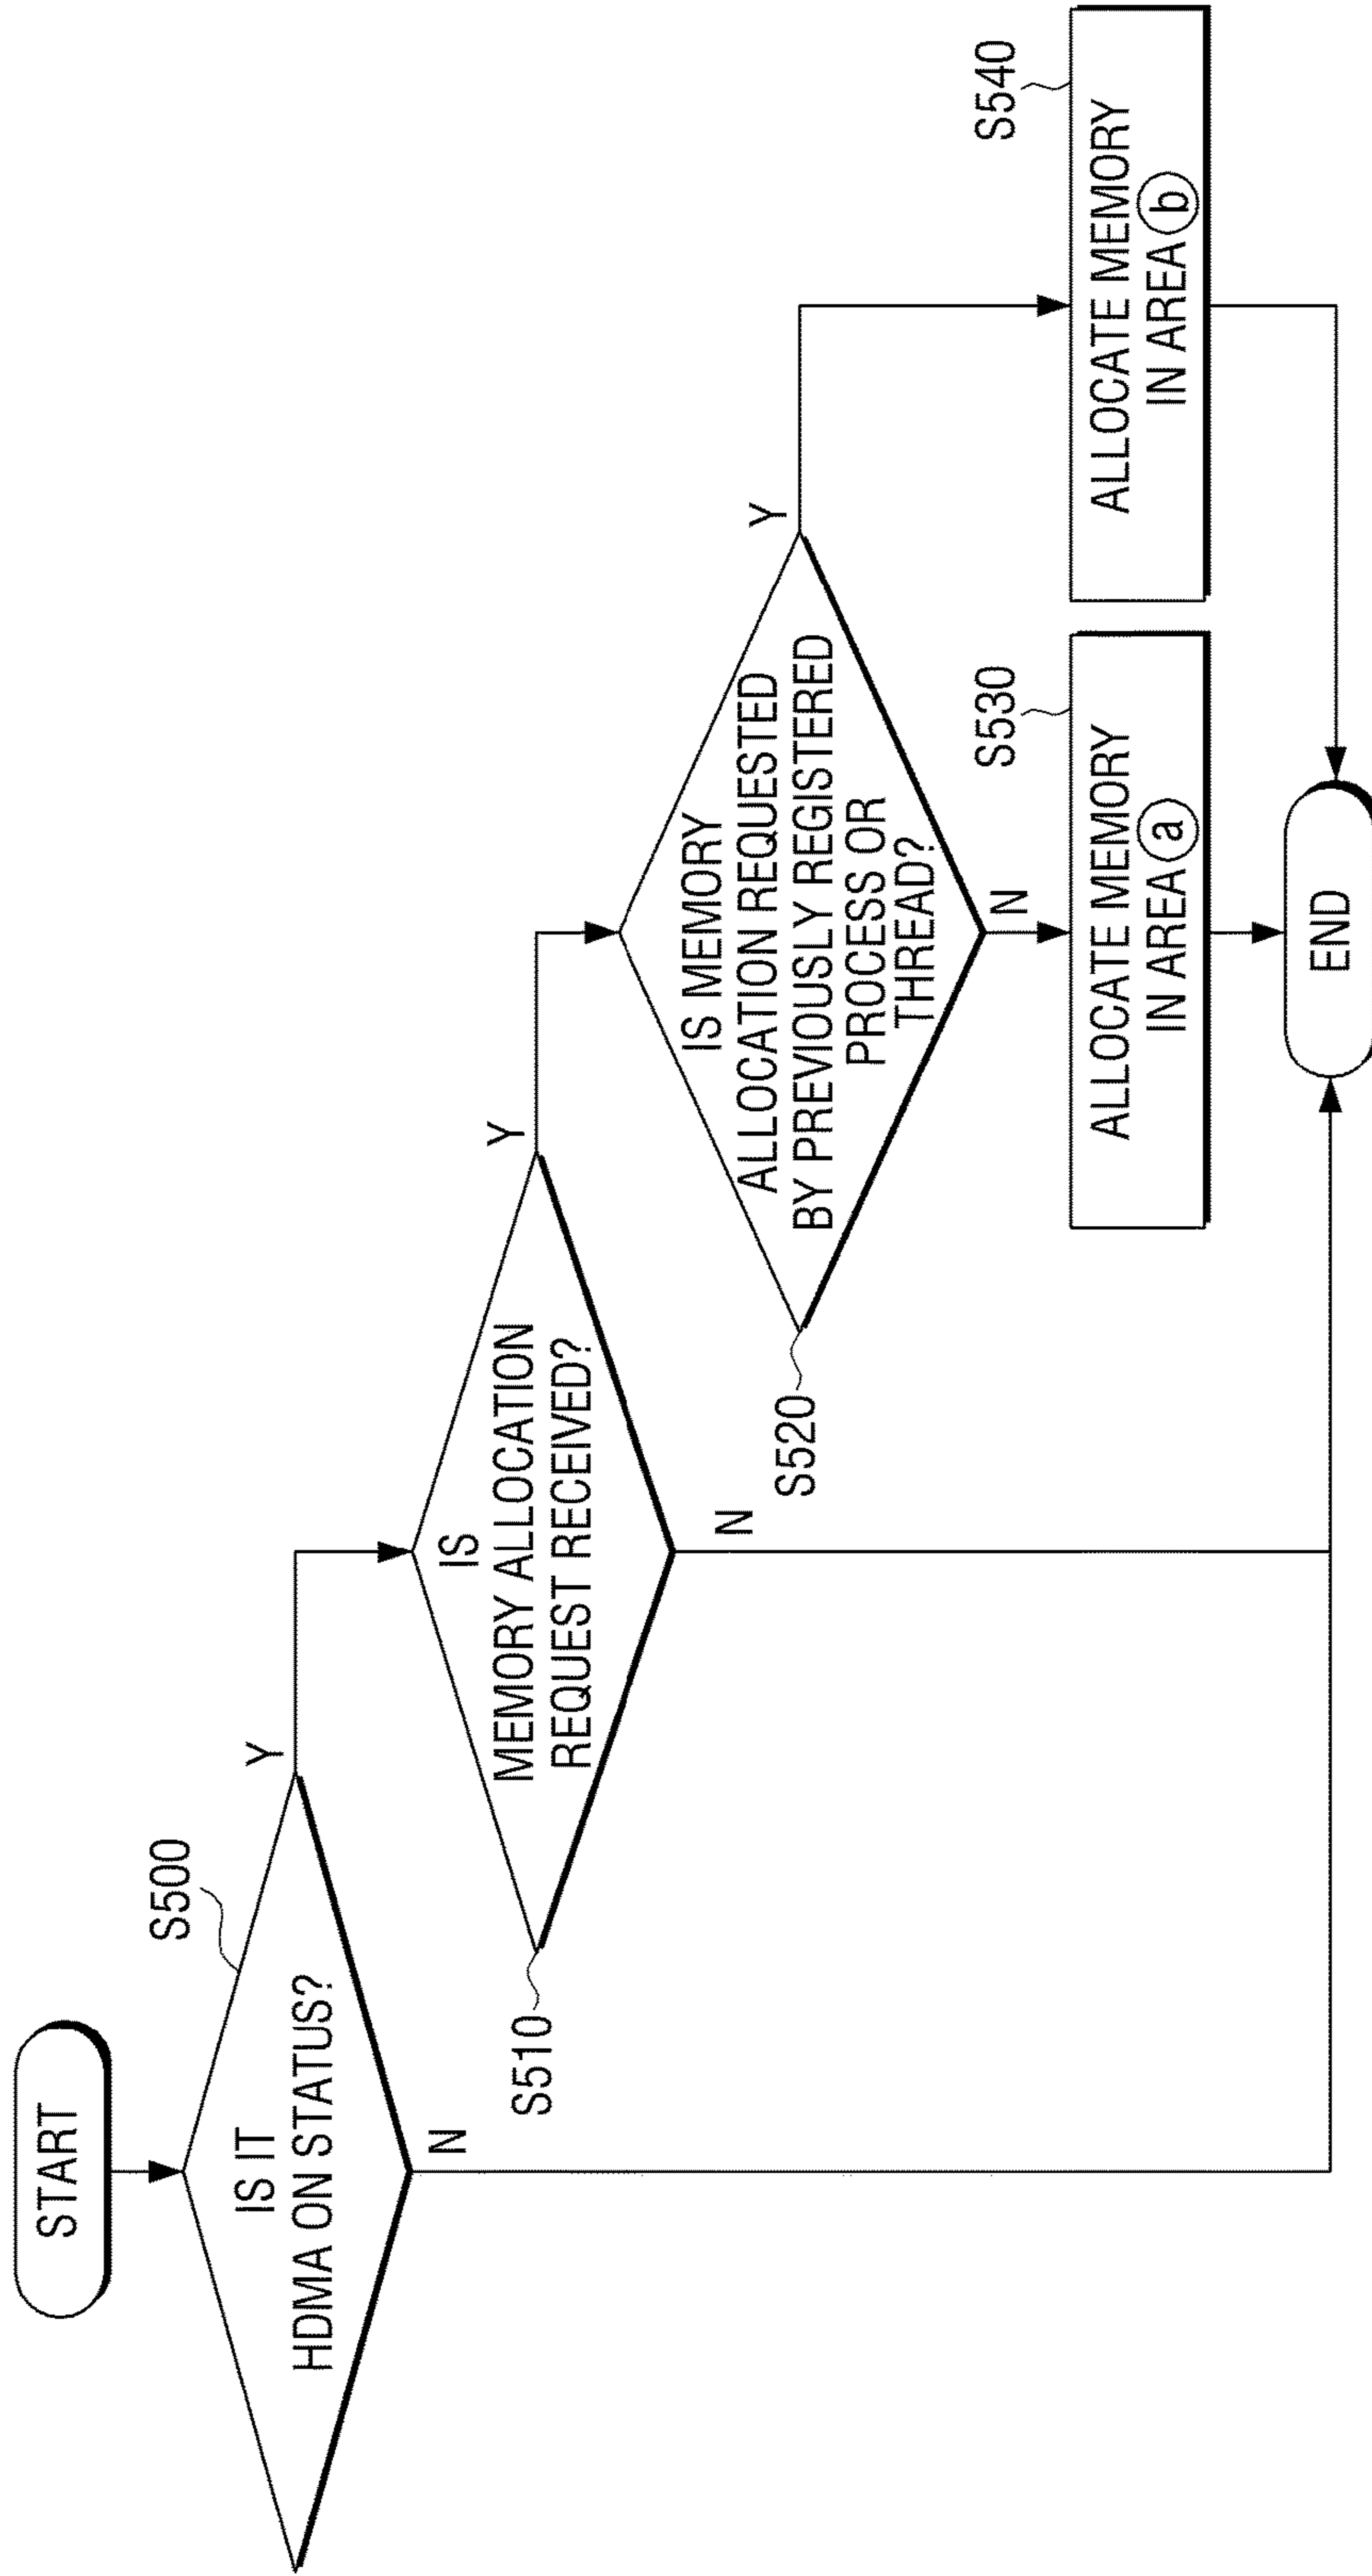 START
S500
IS IT
HDMA ON STATUS?
Y
N
S510
IS
MEMORY ALLOCATION
REQUEST RECEIVED?
Y
N
S520
IS MEMORY
ALLOCATION REQUESTED
BY PREVIOUSLY REGISTERED
PROCESS OR
THREAD?
Y
N
S530
ALLOCATE MEMORY
IN AREA a
S540
ALLOCATE MEMORY
IN AREA b
END